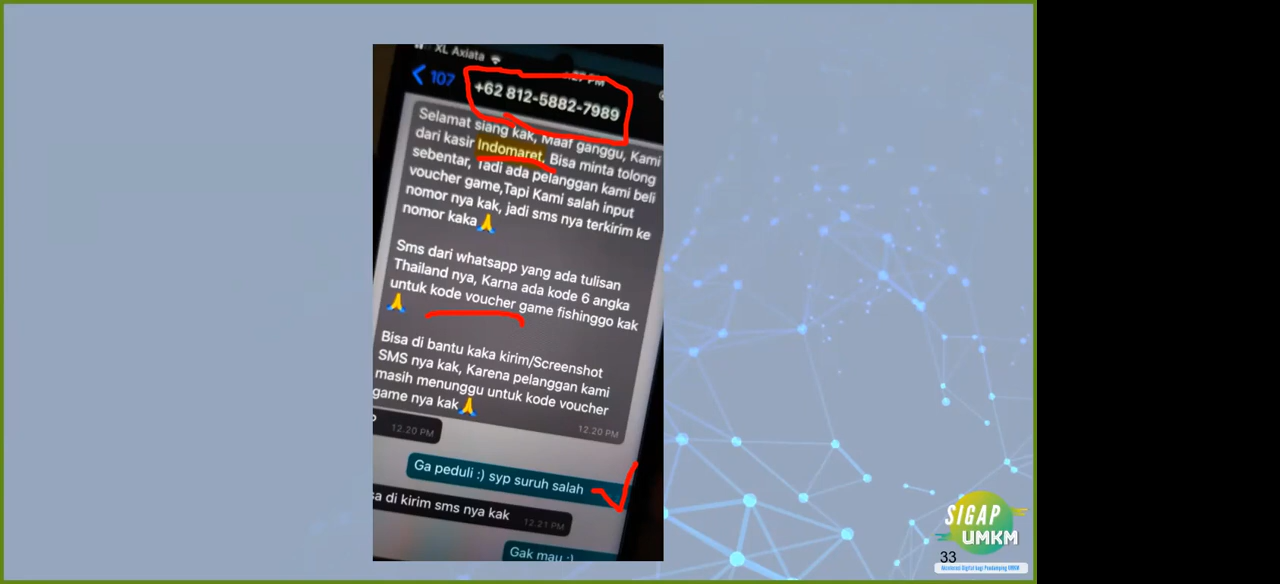 XL Axiata
107
+62 812-5882-7989
Selamat siang kak, Maaf ganggu, Kami
dari kasir Indomaret, Bisa minta tolong
sebentar, Tadi ada pelanggan kami beli
voucher game,Tapi Kami salah input
nomor nya kak, jadi sms nya terkirim ke
nomor kaka🙏
Sms dari whatsapp yang ada tulisan
Thailand nya, Karna ada kode 6 angka
untuk kode voucher game fishinggo kak
🙏
Bisa di bantu kaka kirim/Screenshot
SMS nya kak, Karena pelanggan kami
masih menunggu untuk kode voucher
game nya kak🙏
12.20 PM
12.20 PM
Ga peduli :) syp suruh salah
sa di kirim sms nya kak
12.21 PM
Gak mau :)
SIGAP
UMKM
33